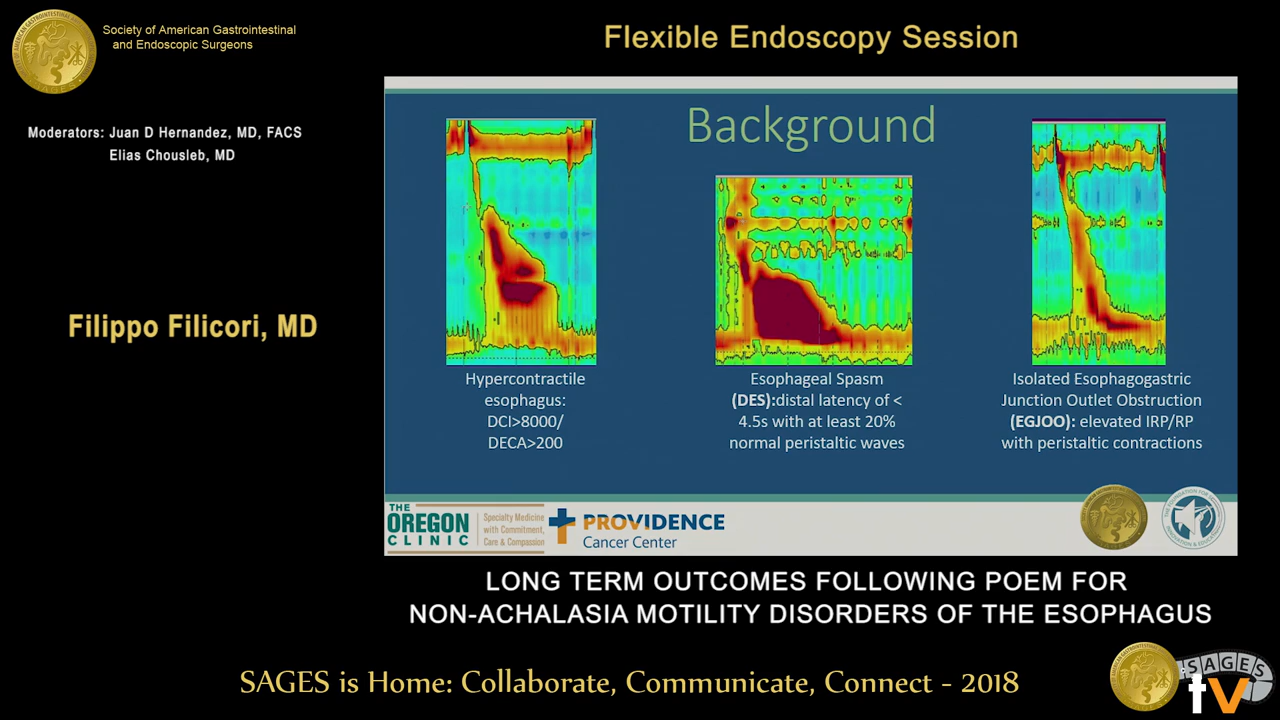 Society of American Gastrointestinal
and Endoscopic Surgeons
Flexible Endoscopy Session
Moderators: Juan D Hernandez, MD, FACS
Elias Chousleb, MD
Filippo Filicori, MD
Background
Hypercontractile
esophagus:
DCI>8000/
DECA>200
Esophageal Spasm
(DES):distal latency of <
4.5s with at least 20%
normal peristaltic waves
Isolated Esophagogastric
Junction Outlet Obstruction
(EGJOO): elevated IRP/RP
with peristaltic contractions
THE
OREGON
CLINIC
Specialty Medicine
with Commitment,
Care & Compassion
PROVIDENCE
Cancer Center
LONG TERM OUTCOMES FOLLOWING POEM FOR
NON-ACHALASIA MOTILITY DISORDERS OF THE ESOPHAGUS
SAGES is Home: Collaborate, Communicate, Connect - 2018
SAGES
tv